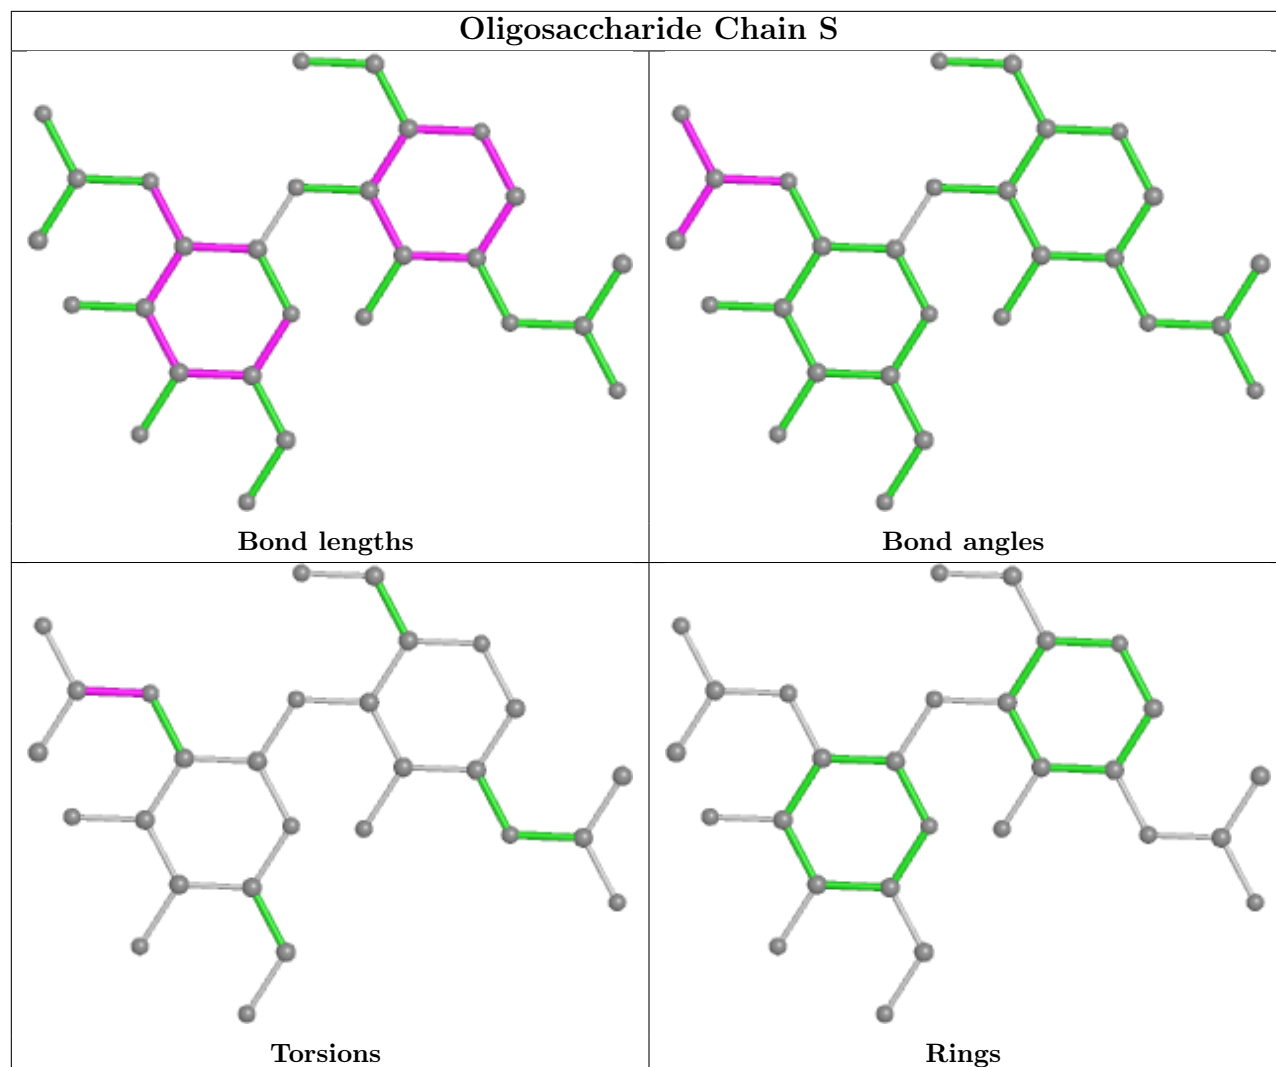 Oligosaccharide Chain S
Bond lengths
Bond angles
Torsions
Rings